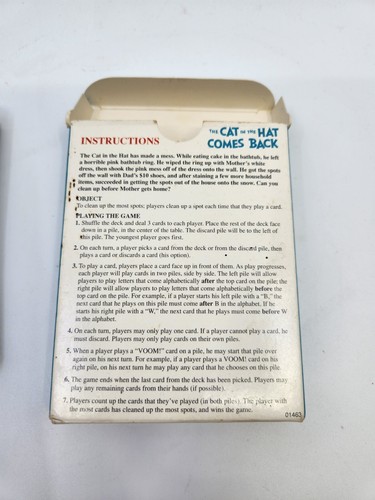 THE CAT IN THE HAT
COMES BACK
INSTRUCTIONS
The Cat in the Hat has made a mess. While eating cake in the bathtub, he left
a horrible pink bathtub ring. He wiped the ring up with Mother's white
dress, then shook the pink mess off of the dress onto the wall. He got the spots
off the wall with Dad's $10 shoes, and after staining a few more household
items, succeeded in getting the spots out of the house onto the snow. Can you
clean up before Mother gets home?
OBJECT
To clean up the most spots; players clean up a spot each time that they play a card.
PLAYING THE GAME
1. Shuffle the deck and deal 3 cards to each player. Place the rest of the deck face
down in a pile, in the center of the table. The discard pile will be to the left of
this pile. The youngest player goes first.
2. On each turn, a player picks a card from the deck or from the discard pile, then
plays a card or discards a card (his option).
3. To play a card, players place a card face up in front of them. As play progresses,
each player will play cards in two piles, side by side. The left pile will allow
players to play letters that come alphabetically after the top card on the pile; the
right pile will allow players to play letters that come alphabetically before the
top card on the pile. For example, if a player starts his left pile with a "B," the
next card that he plays on this pile must come after B in the alphabet. If he
starts his right pile with a "W," the next card that he plays must come before W
in the alphabet.
4. On each turn, players may only play one card. If a player cannot play a card, he
must discard. Players may only play cards on their own piles.
5. When a player plays a "VOOM!" card on a pile, he may start that pile over
again on his next turn. For example, if a player plays a VOOM! card on his
right pile, on his next turn he may play any card that he chooses on this pile.
6. The game ends when the last card from the deck has been picked. Players may
play any remaining cards from their hands (if possible).
7. Players count up the cards that they've played (in both piles). The player with
the most cards has cleaned up the most spots, and wins the game.
01463